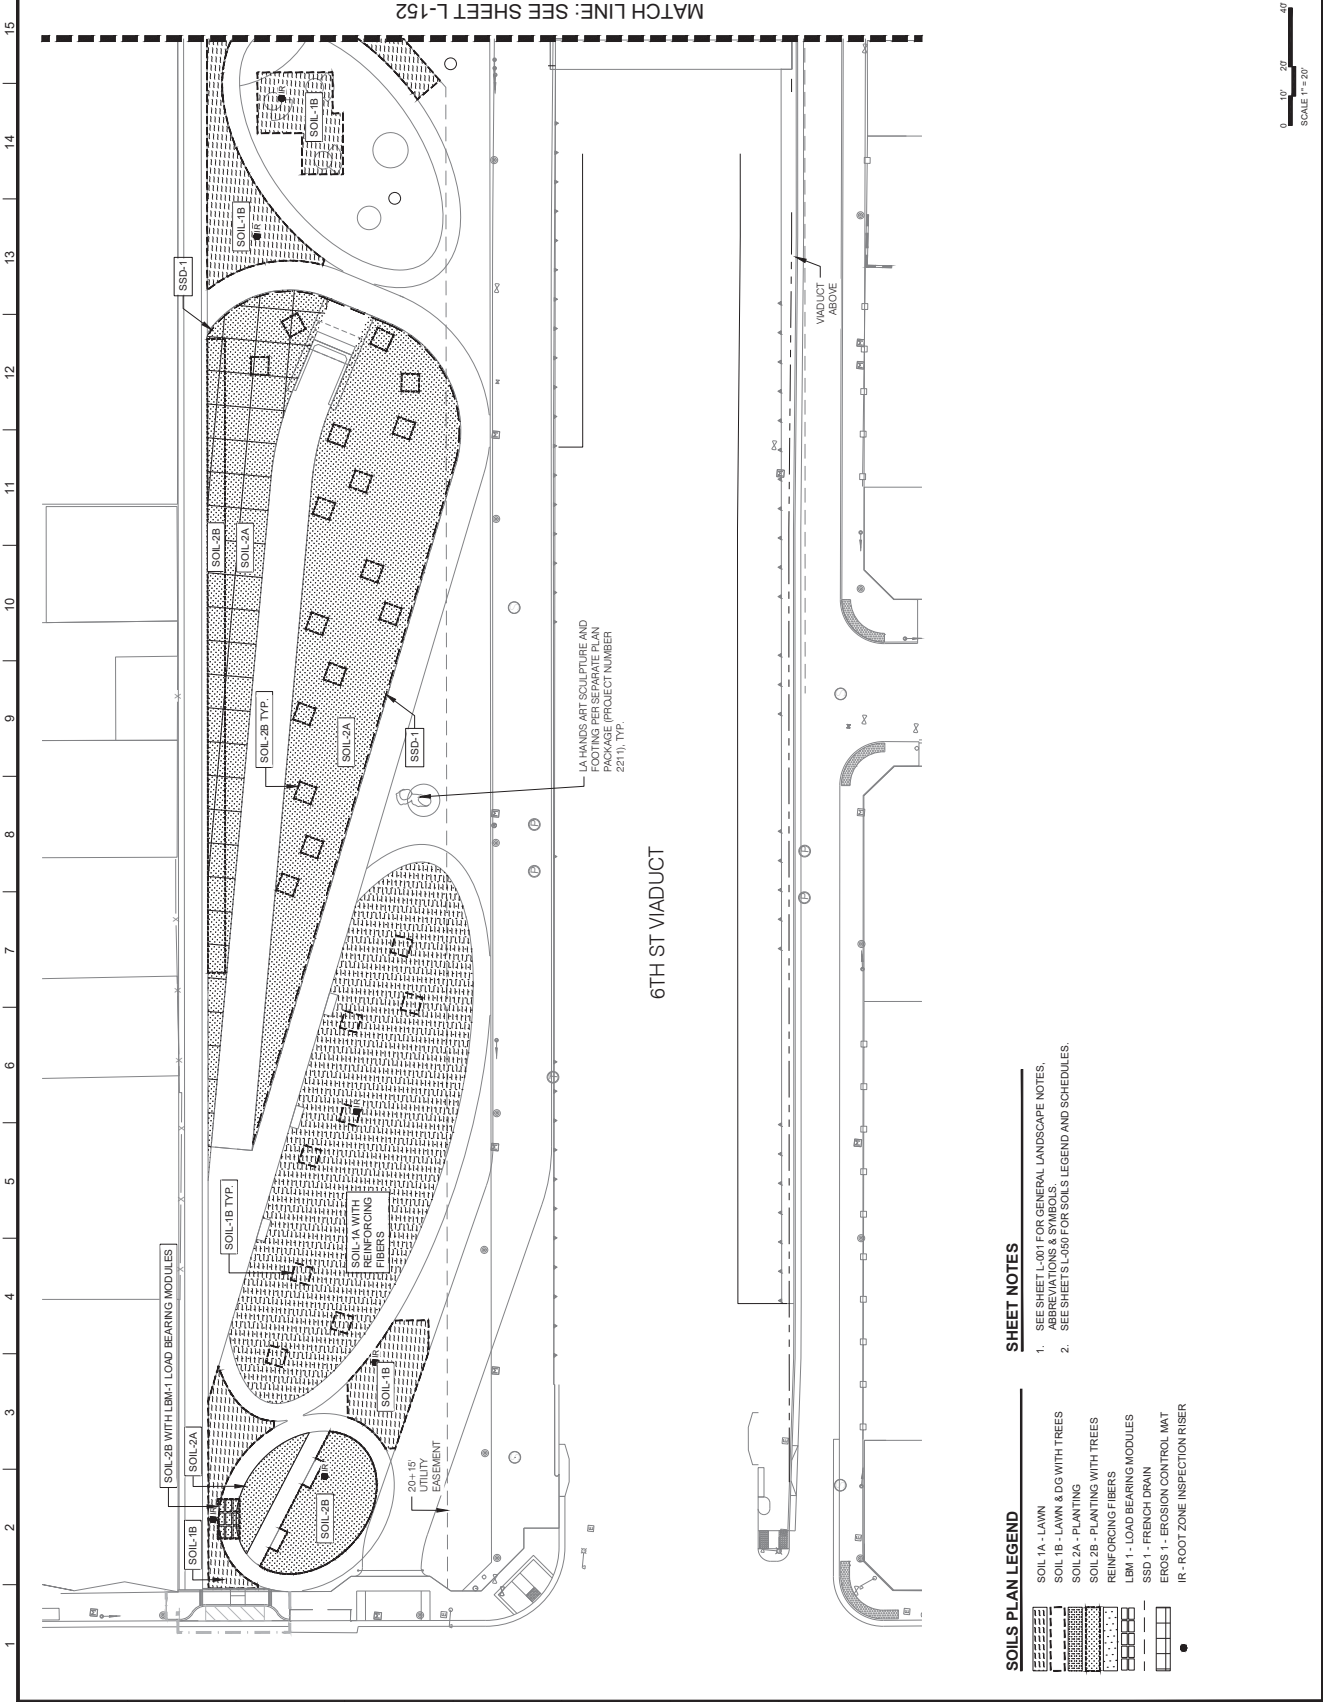 15
14
13
12
11
10
9
8
7
6
5
4
3
2
1
MATCH LINE: SEE SHEET L-152
SOIL-1B
IR
SOIL-1B
IR
SSD-1
SOIL-2B
SOIL-2A
SOIL-2B TYP.
SOIL-2A
SSD-1
LA HANDS ART SCULPTURE AND
FOOTING PER SEPARATE PLAN
PACKAGE (PROJECT NUMBER
2211), TYP.
VIADUCT
ABOVE
6TH ST VIADUCT
IR
SOIL-1B TYP.
SOIL-1A WITH
REINFORCING
FIBERS
SOIL-2B WITH LBM-1 LOAD BEARING MODULES
SOIL-2A
SOIL-1B
IR
IR
SOIL-2B
IR
SOIL-1B
20+15'
UTILITY
EASEMENT
SOILS PLAN LEGEND
SOIL 1A - LAWN
SOIL 1B - LAWN & DG WITH TREES
SOIL 2A - PLANTING
SOIL 2B - PLANTING WITH TREES
REINFORCING FIBERS
LBM 1 - LOAD BEARING MODULES
SSD 1 - FRENCH DRAIN
EROS 1 - EROSION CONTROL MAT
IR - ROOT ZONE INSPECTION RISER
SHEET NOTES
1. SEE SHEET L-001 FOR GENERAL LANDSCAPE NOTES,
ABBREVIATIONS & SYMBOLS.
2. SEE SHEETS L-050 FOR SOILS LEGEND AND SCHEDULES.
0 10' 20' 40'
SCALE 1" = 20'